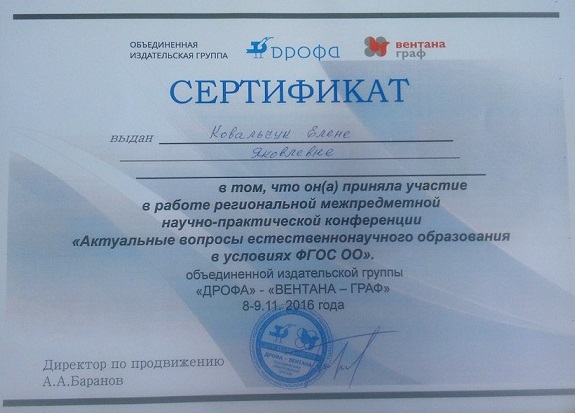 ОБЪЕДИНЕННАЯ
ИЗДАТЕЛЬСКАЯ ГРУППА
дрофа
вентана
граф
СЕРТИФИКАТ
выдан Ковальчук Елене
Яковлевне
в том, что он(а) приняла участие
в работе региональной межпредметной
научно-практической конференции
«Актуальные вопросы естественнонаучного образования
в условиях ФГОС ОО».
объединенной издательской группы
«ДРОФА» - «ВЕНТАНА – ГРАФ»
8-9.11. 2016 года
ДРОФА - ВЕНТАНА
Директор по продвижению
А.А.Баранов